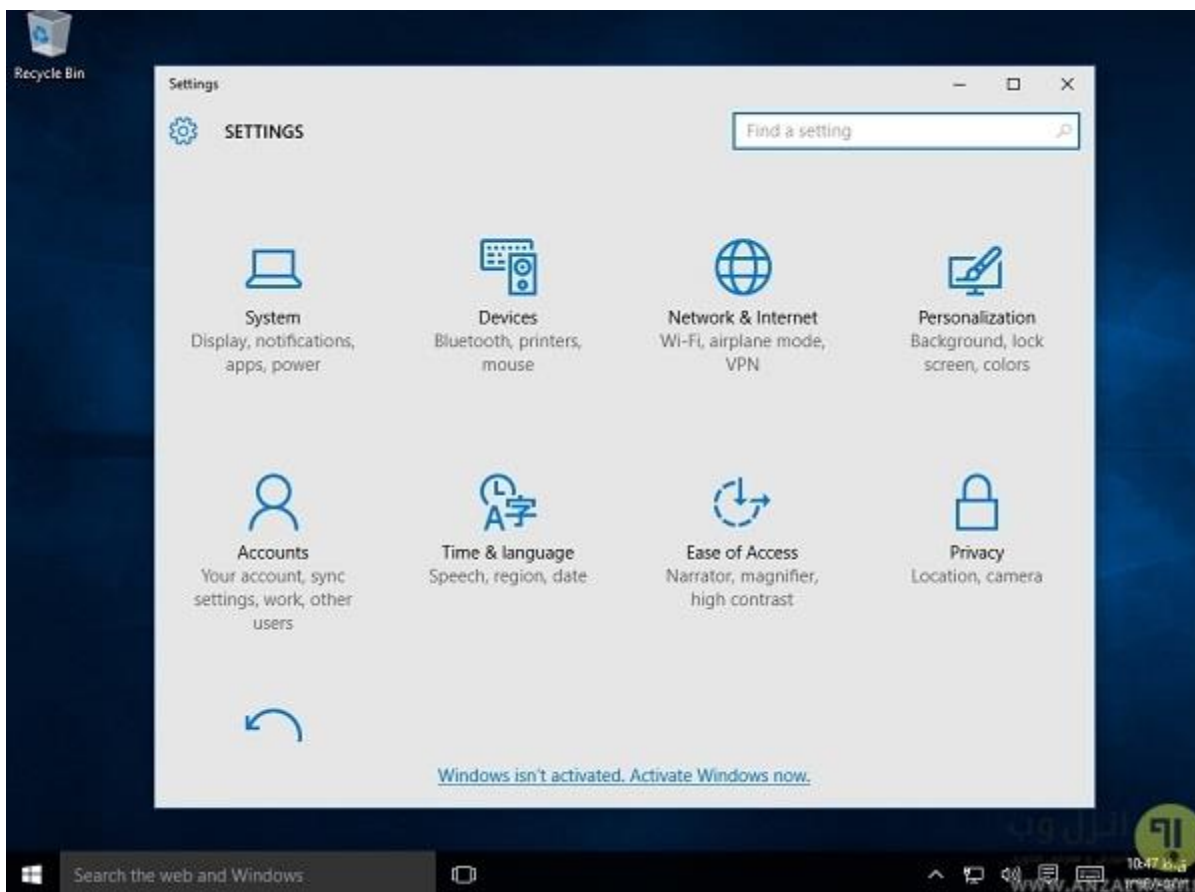 Recycle Bin
Settings
SETTINGS
Find a setting
System
Display, notifications,
apps, power
Devices
Bluetooth, printers,
mouse
Network & Internet
Wi-Fi, airplane mode,
VPN
Personalization
Background, lock
screen, colors
Accounts
Your account, sync
settings, work, other
users
Time & language
Speech, region, date
Ease of Access
Narrator, magnifier,
high contrast
Privacy
Location, camera
Windows isn't activated. Activate Windows now.
انزل وب
Search the web and Windows
10:47